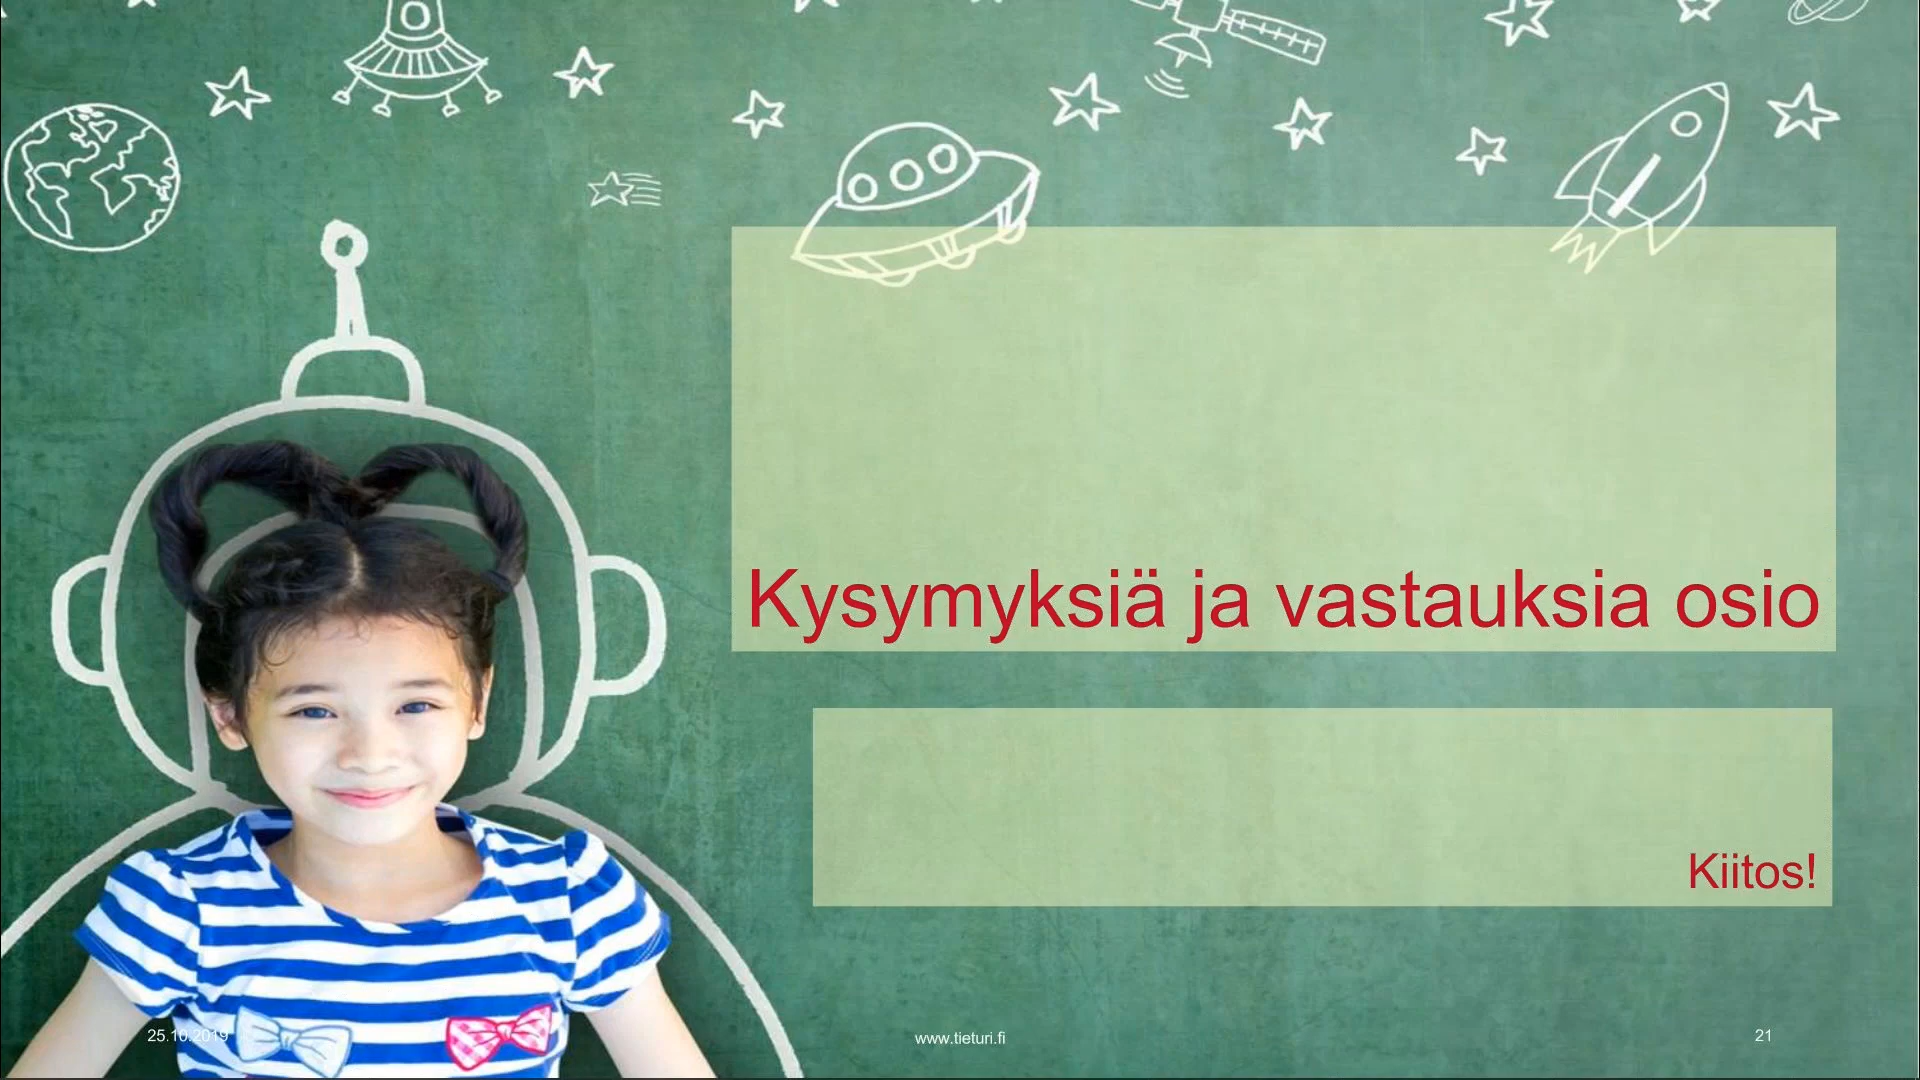 Kysymyksiä ja vastauksia osio
Kiitos!
25.10.2019
www.tieturi.fi
21